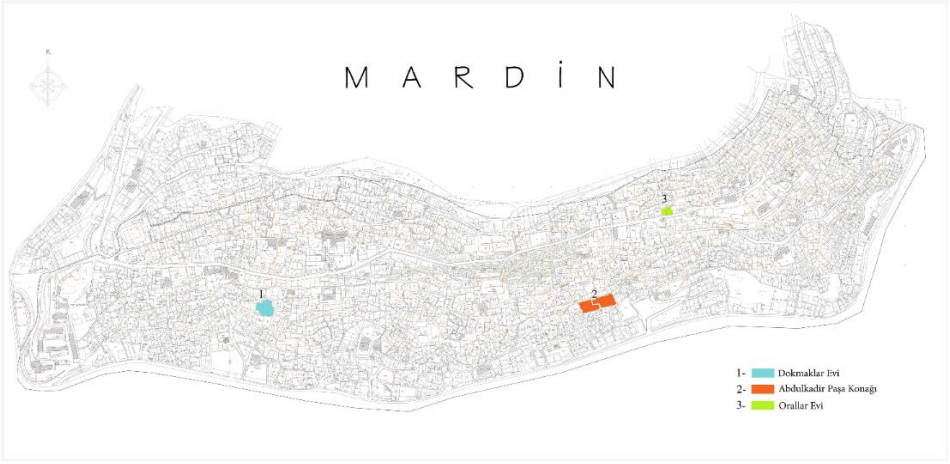 K
M A R D İ N
3
1
2
1- Dokmaklar Evi
2- Abdulkadir Paşa Konağı
3- Orallar Evi